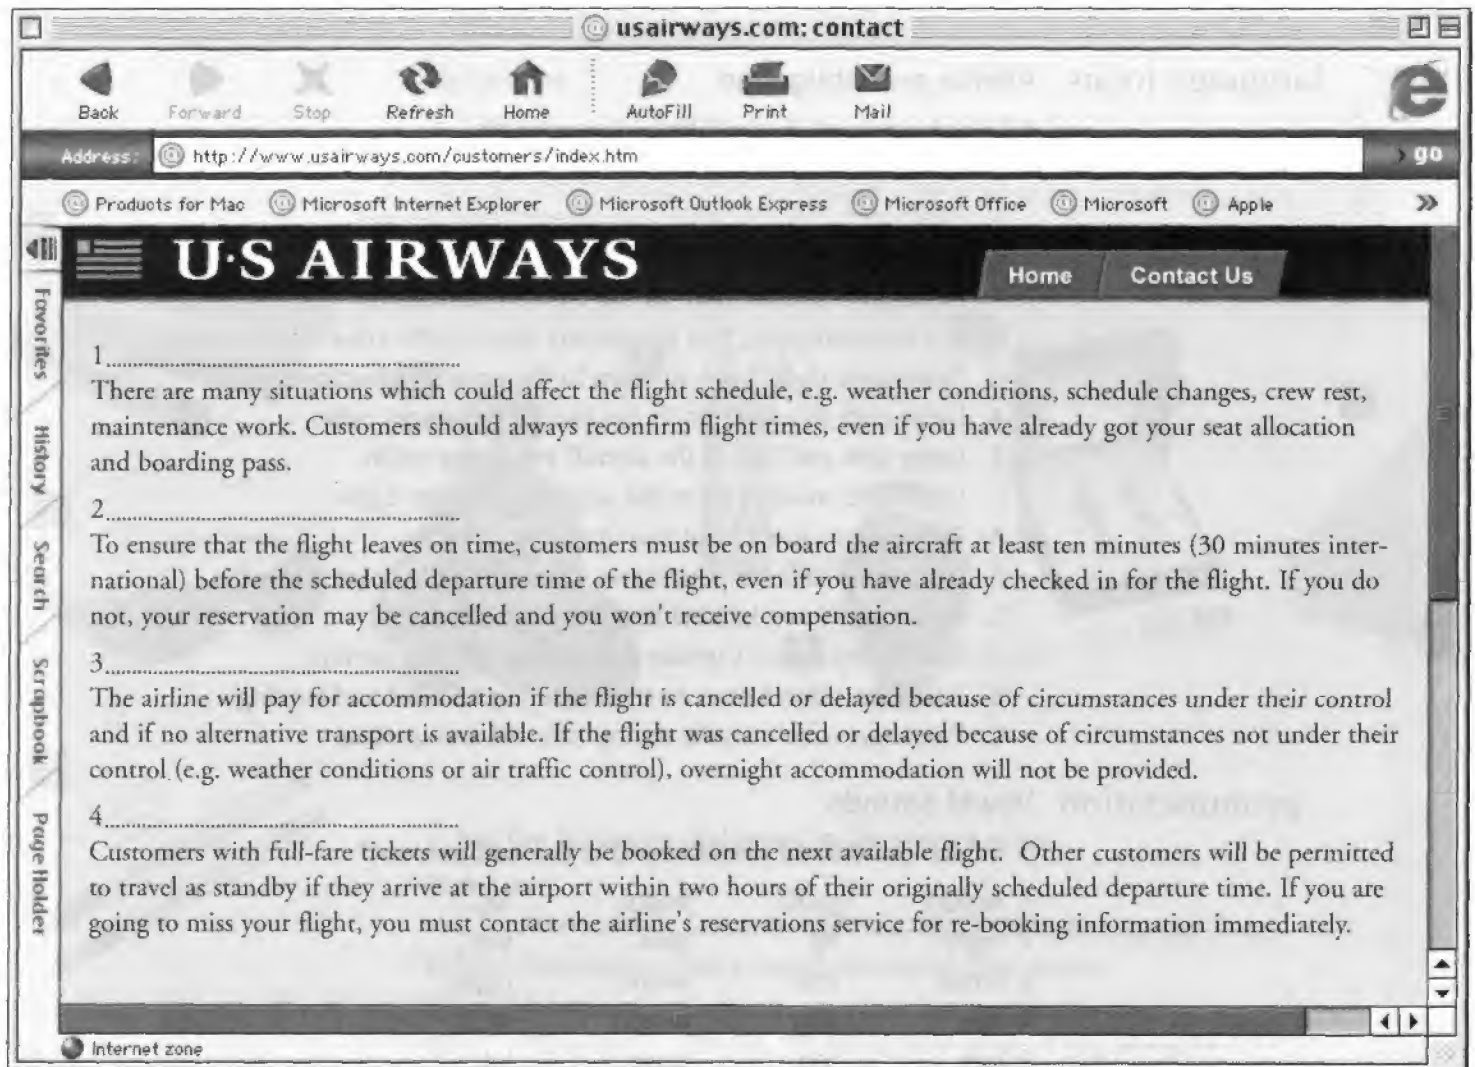 usairways.com: contact
Back Forward Stop Refresh Home AutoFill Print Mail
Address: http://www.usairways.com/customers/index.htm go
Products for Mac Microsoft Internet Explorer Microsoft Outlook Express Microsoft Office Microsoft Apple »
U·S AIRWAYS
Home Contact Us
Favorites
History
Search
Scrapbook
Page Holder
1
There are many situations which could affect the flight schedule, e.g. weather conditions, schedule changes, crew rest,
maintenance work. Customers should always reconfirm flight times, even if you have already got your seat allocation
and boarding pass.
2
To ensure that the flight leaves on time, customers must be on board the aircraft at least ten minutes (30 minutes inter-
national) before the scheduled departure time of the flight, even if you have already checked in for the flight. If you do
not, your reservation may be cancelled and you won't receive compensation.
3
The airline will pay for accommodation if the flight is cancelled or delayed because of circumstances under their control
and if no alternative transport is available. If the flight was cancelled or delayed because of circumstances not under their
control (e.g. weather conditions or air traffic control), overnight accommodation will not be provided.
4
Customers with full-fare tickets will generally be booked on the next available flight. Other customers will be permitted
to travel as standby if they arrive at the airport within two hours of their originally scheduled departure time. If you are
going to miss your flight, you must contact the airline's reservations service for re-booking information immediately.
Internet zone